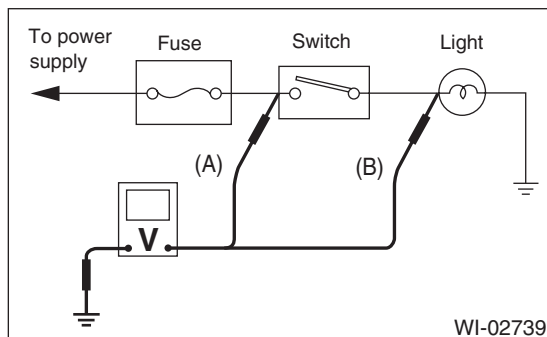 To power
supply
Fuse
Switch
Light
(A)
(B)
V
WI-02739